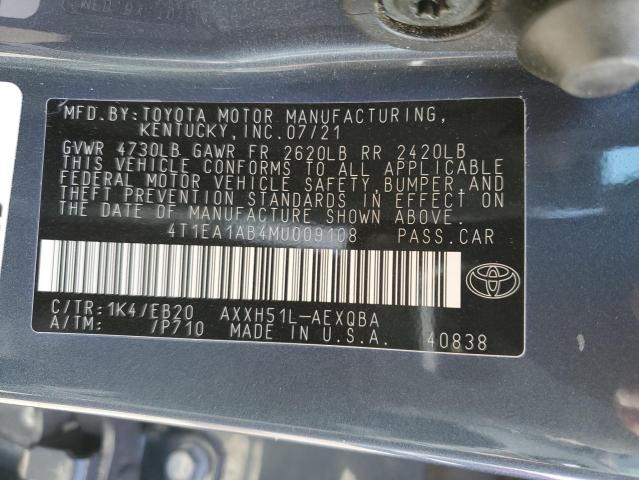 MFD.BY:TOYOTA MOTOR MANUFACTURING,
KENTUCKY,INC.07/21
GVWR 4730LB GAWR FR 2620LB RR 2420LB
THIS VEHICLE CONFORMS TO ALL APPLICABLE
FEDERAL MOTOR VEHICLE SAFETY,BUMPER,AND
THEFT PREVENTION STANDARDS IN EFFECT ON
THE DATE OF MANUFACTURE SHOWN ABOVE.
4T1EA1AB4MU009108 PASS.CAR
C/TR:1K4/EB20 AXXH51L-AEXQBA
A/TM: /P710 MADE IN U.S.A. 40838